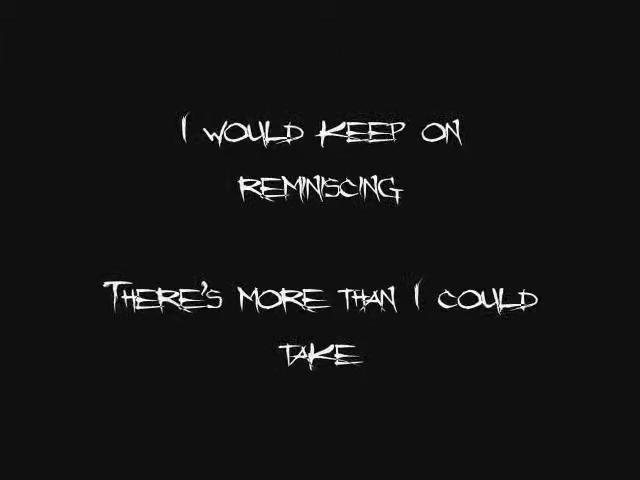 I WOULD KEEP ON
REMINISCING
THERE'S MORE THAN I COULD
TAKE